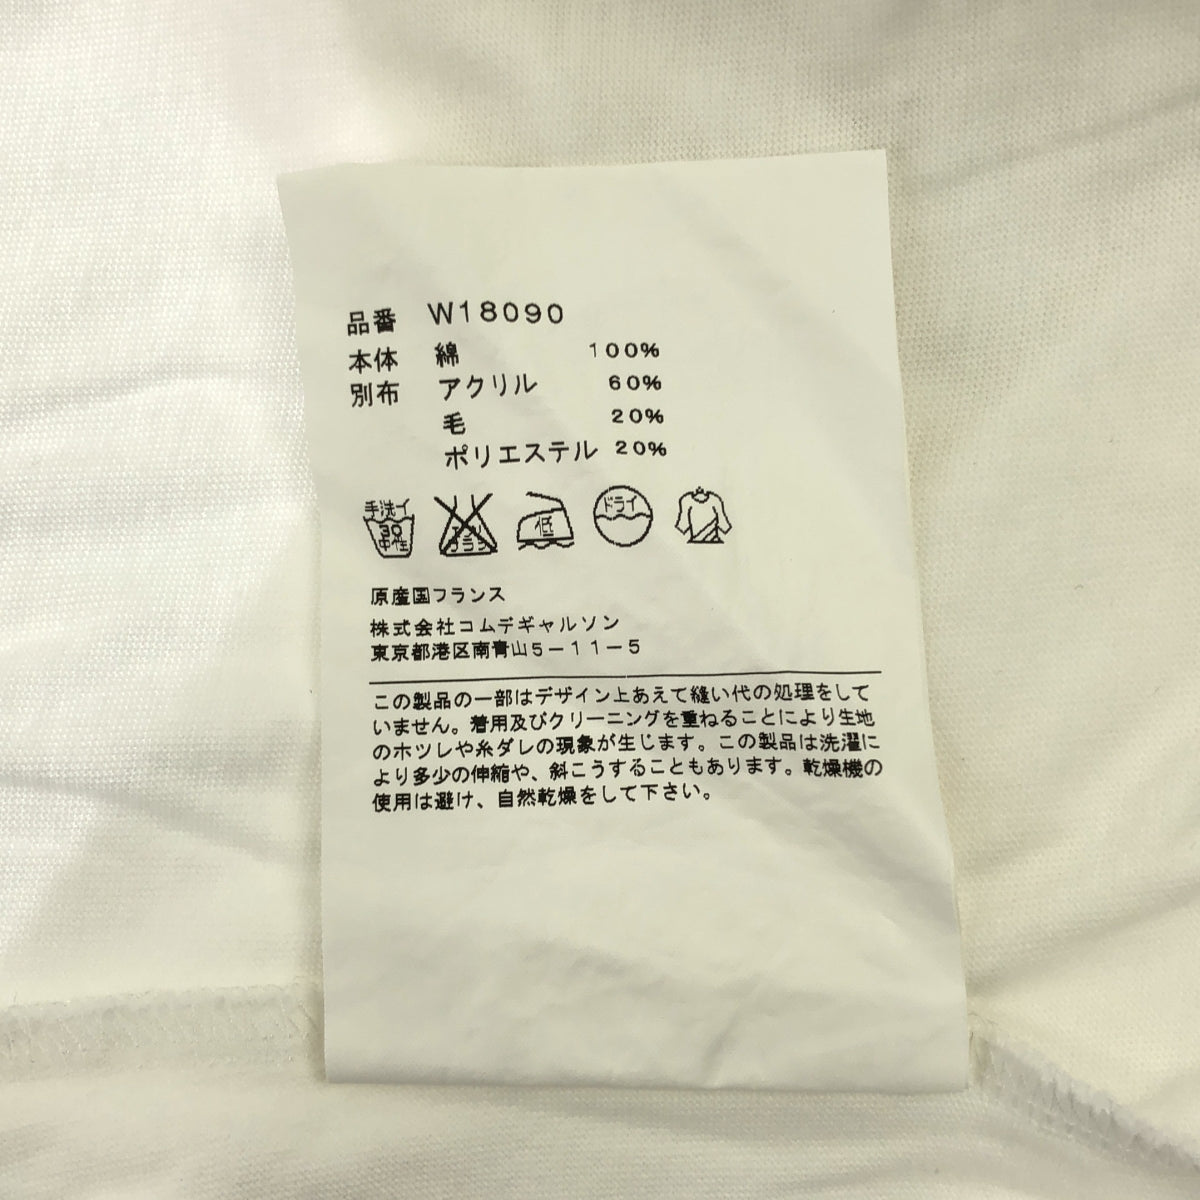 品番 W18090
本体 綿 100%
別布 アクリル 60%
毛 20%
ポリエステル 20%
手洗イ 30 中性
低
ドライ
原産国フランス
株式会社コムデギャルソン
東京都港区南青山5-11-5
この製品の一部はデザイン上あえて縫い代の処理をして
いません。着用及びクリーニングを重ねることにより生地
のホツレや糸ダレの現象が生じます。この製品は洗濯に
より多少の伸縮や、斜こうすることもあります。乾燥機の
使用は避け、自然乾燥をして下さい。